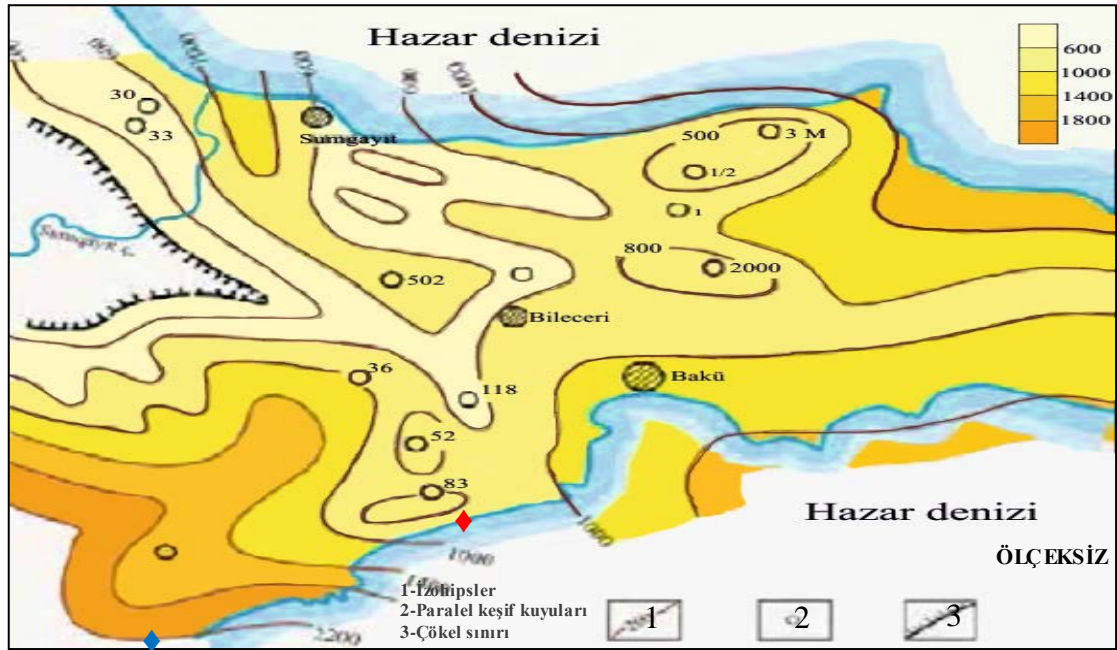 Hazar denizi
600
1000
1400
1800
30
33
Sumgayıt
500
3 M
1/2
1
800
2000
502
Bileceri
36
118
Bakü
52
83
1000
1000
Hazar denizi
ÖLÇEKSİZ
1-İzohipsler
2-Paralel keşif kuyuları
3-Çökel sınırı
2200
1
2
3